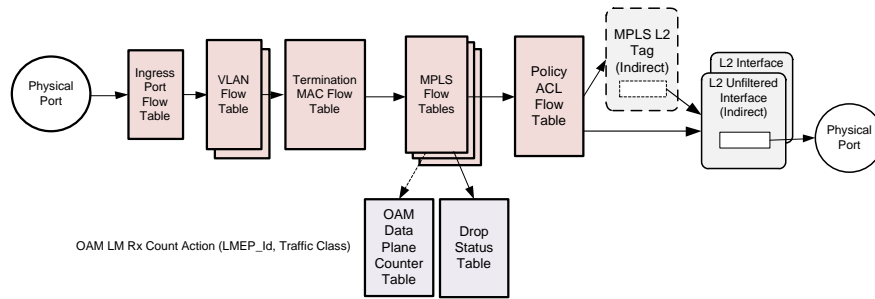 Physical
Port
Ingress
Port
Flow
Table
VLAN
Flow
Table
Termination
MAC Flow
Table
MPLS
Flow
Tables
Policy
ACL
Flow
Table
MPLS L2
Tag
(Indirect)
L2 Interface
L2 Unfiltered
Interface
(Indirect)
Physical
Port
OAM LM Rx Count Action (LMEP_Id, Traffic Class)
OAM
Data
Plane
Counter
Table
Drop
Status
Table